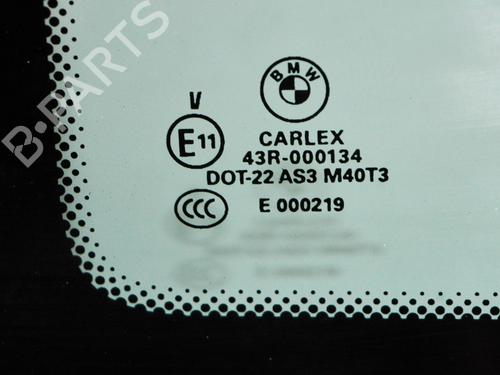 B-PARTS
BMW
V
E11
CARLEX
43R-000134
DOT-22 AS3 M40T3
CCC
E 000219